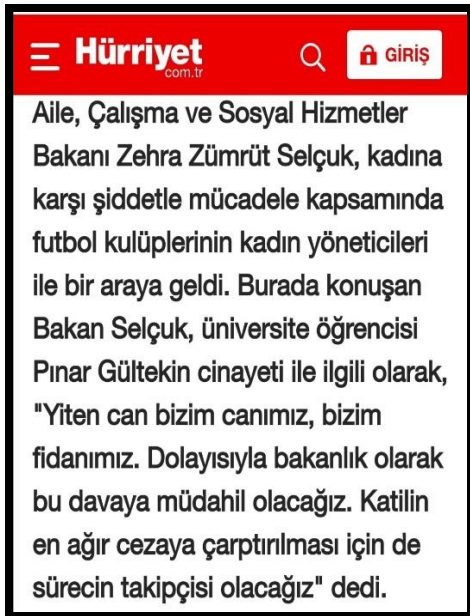 Hürriyet
com.tr
GİRİŞ
Aile, Çalışma ve Sosyal Hizmetler
Bakanı Zehra Zümrüt Selçuk, kadına
karşı şiddetle mücadele kapsamında
futbol kulüplerinin kadın yöneticileri
ile bir araya geldi. Burada konuşan
Bakan Selçuk, üniversite öğrencisi
Pınar Gültekin cinayeti ile ilgili olarak,
"Yiten can bizim canımız, bizim
fidanımız. Dolayısıyla bakanlık olarak
bu davaya müdahil olacağız. Katilin
en ağır cezaya çarptırılması için de
sürecin takipçisi olacağız" dedi.